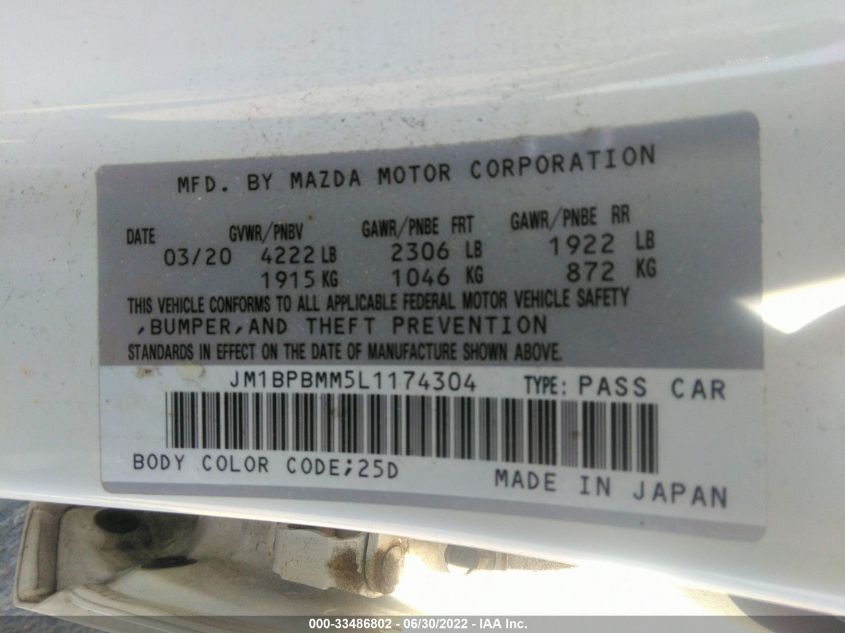 MFD. BY MAZDA MOTOR CORPORATION
DATE GVWR/PNBV GAWR/PNBE FRT GAWR/PNBE RR
03/20 4222 LB 2306 LB 1922 LB
1915 KG 1046 KG 872 KG
THIS VEHICLE CONFORMS TO ALL APPLICABLE FEDERAL MOTOR VEHICLE SAFETY
,BUMPER,AND THEFT PREVENTION
STANDARDS IN EFFECT ON THE DATE OF MANUFACTURE SHOWN ABOVE.
JM1BPBMM5L1174304 TYPE: PASS CAR
BODY COLOR CODE;25D
MADE IN JAPAN
000-33486802 - 06/30/2022 - IAA Inc.